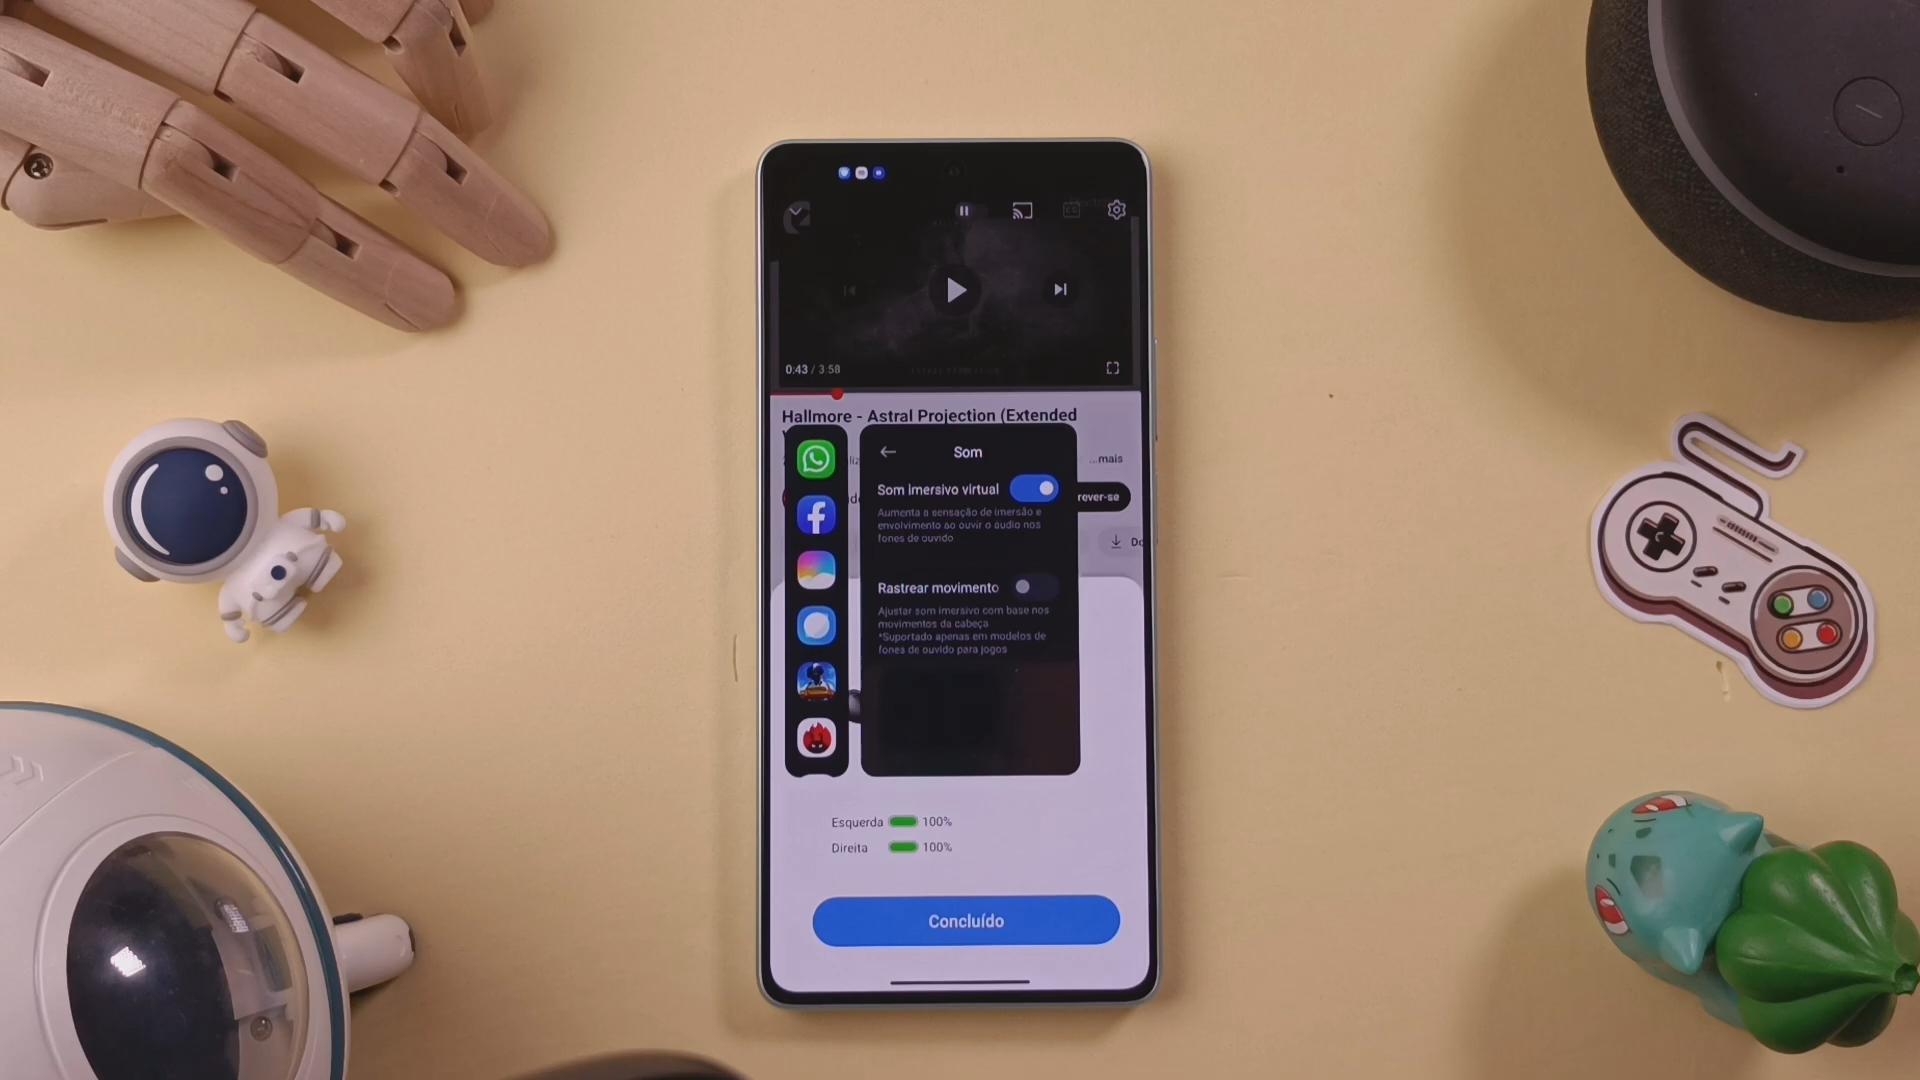 0:43 / 3:58
Hallmore - Astral Projection (Extended
...mais
Som
Som imersivo virtual
rever-se
Aumenta a sensação de imersão e
envolvimento ao ouvir o áudio nos
fones de ouvido
Rastrear movimento
Ajustar som imersivo com base nos
movimentos da cabeça
*Suportado apenas em modelos de
fones de ouvido para jogos
Esquerda 100%
Direita 100%
Concluído